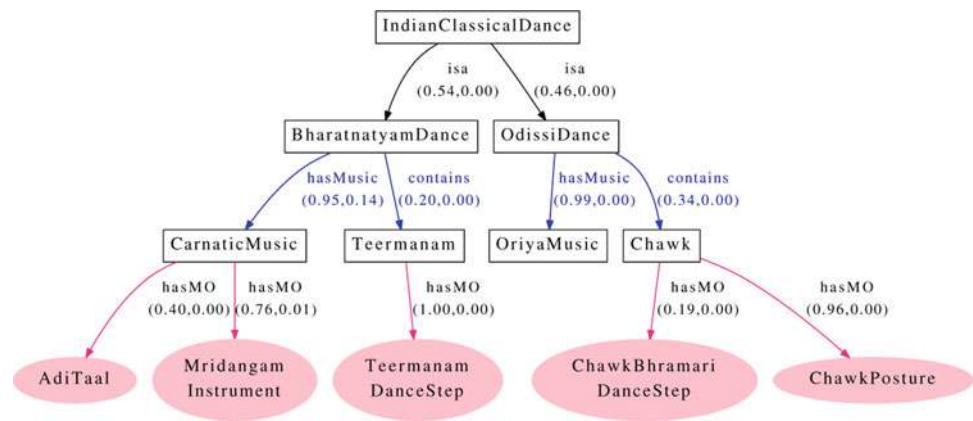 IndianClassicalDance
isa
(0.54,0.00)
isa
(0.46,0.00)
BharatnatyamDance
OdissiDance
hasMusic
(0.95,0.14)
contains
(0.20,0.00)
hasMusic
(0.99,0.00)
contains
(0.34,0.00)
CarnaticMusic
Teermanam
OriyaMusic
Chawk
hasMO
(0.40,0.00)
hasMO
(0.76,0.01)
hasMO
(1.00,0.00)
hasMO
(0.19,0.00)
hasMO
(0.96,0.00)
AdiTaal
Mridangam
Instrument
Teermanam
DanceStep
ChawkBhramari
DanceStep
ChawkPosture